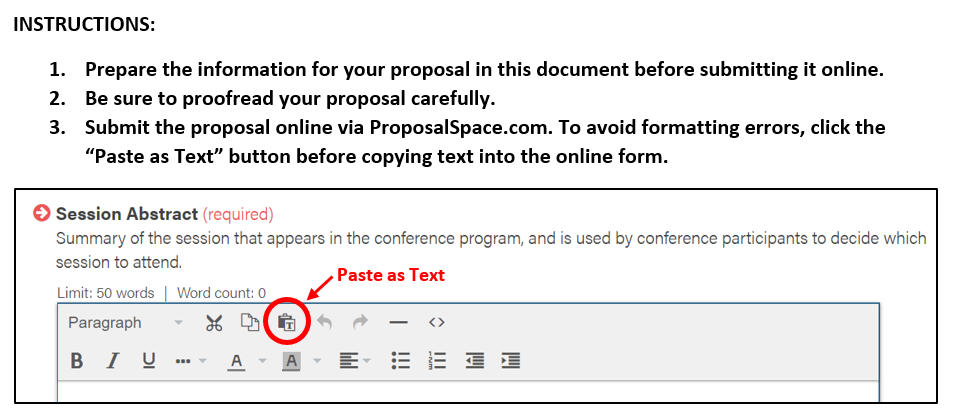 INSTRUCTIONS:
1. Prepare the information for your proposal in this document before submitting it online.
2. Be sure to proofread your proposal carefully.
3. Submit the proposal online via ProposalSpace.com. To avoid formatting errors, click the
“Paste as Text” button before copying text into the online form.
Session Abstract (required)
Summary of the session that appears in the conference program, and is used by conference participants to decide which
session to attend.
Paste as Text
Limit: 50 words | Word count: 0
Paragraph
B I U ••• A A